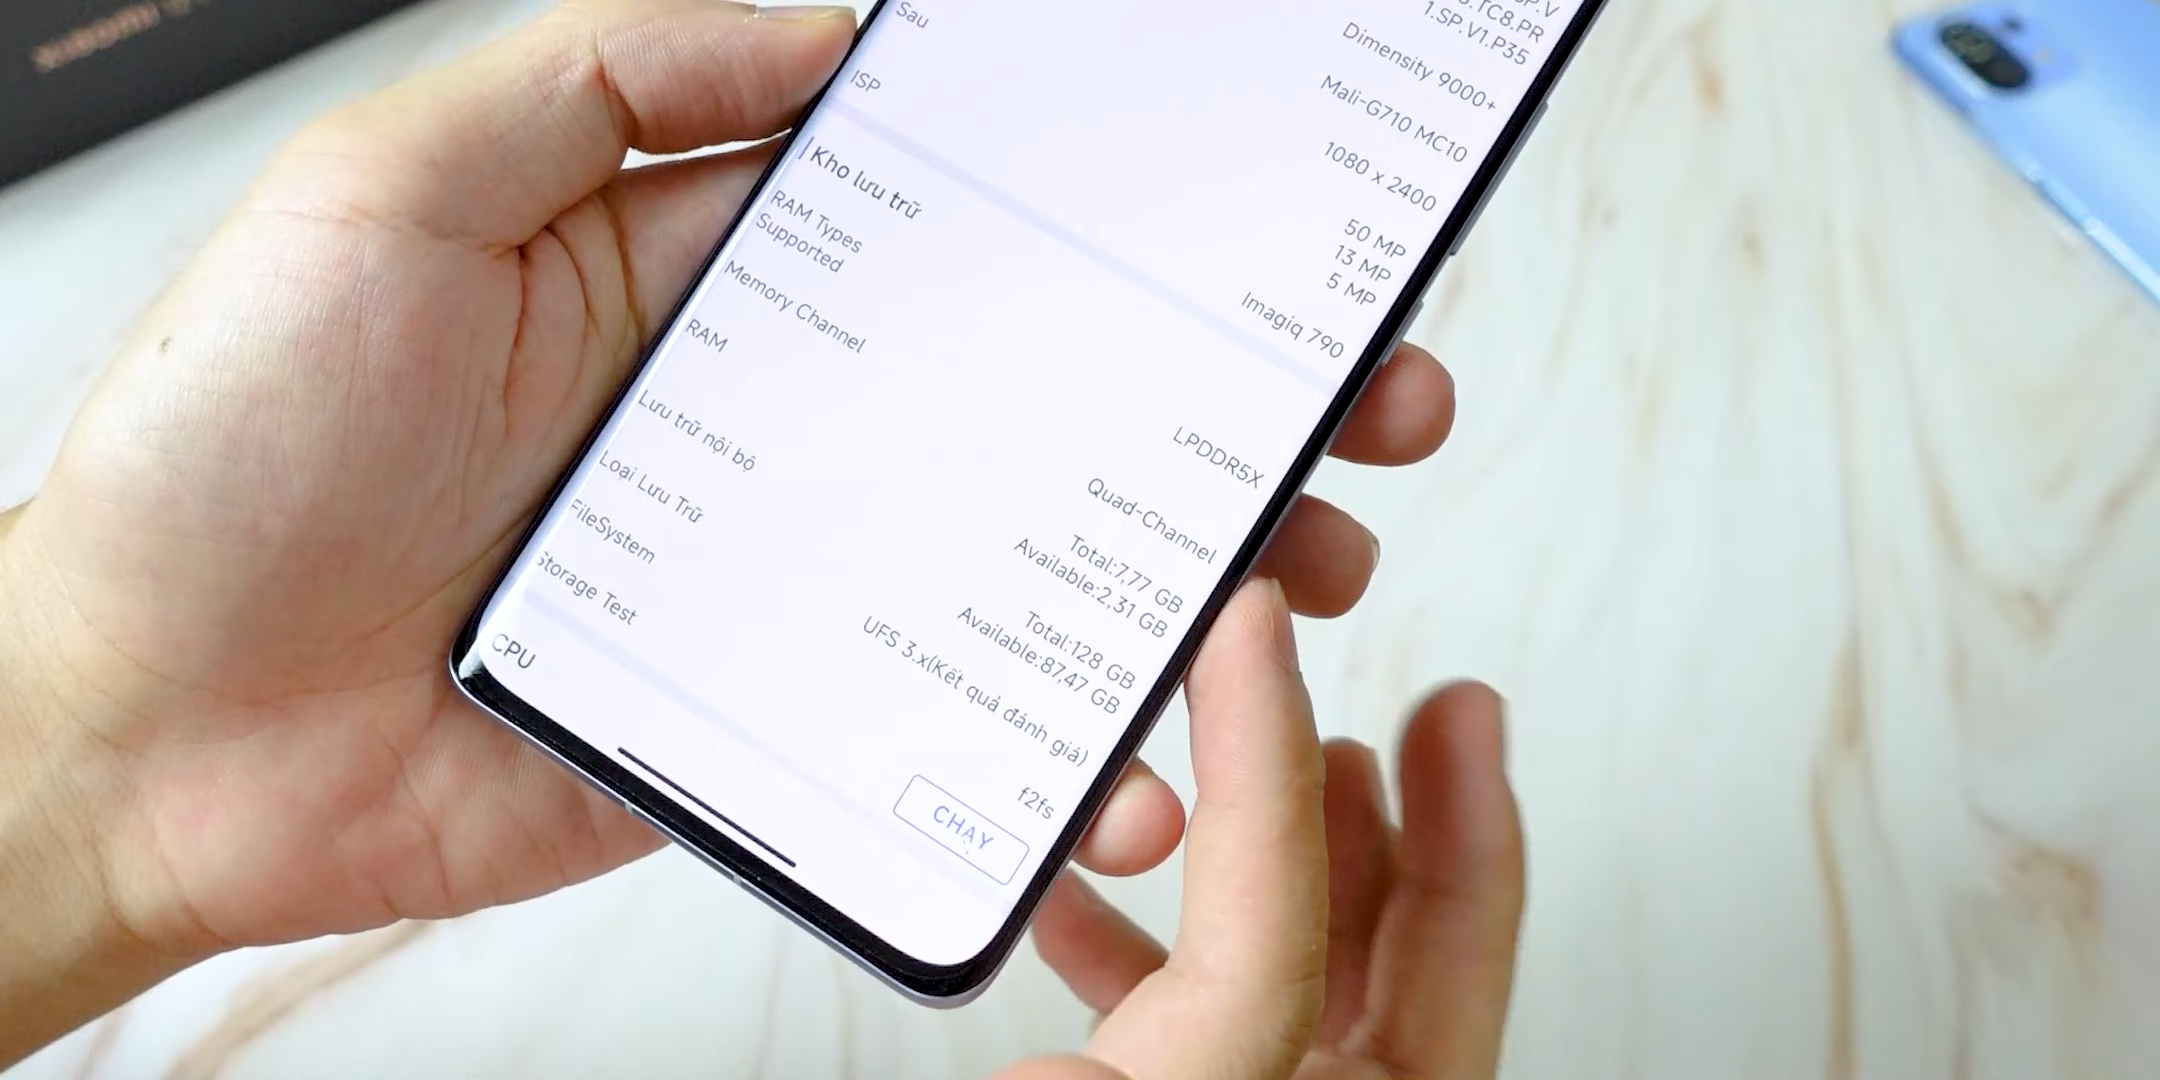 xiaomi
1.SP.V1.P35
Dimensity 9000+
Mali-G710 MC10
1080 x 2400
Sau
50 MP
13 MP
5 MP
ISP
Imagiq 790
Kho lưu trữ
RAM Types
Supported
LPDDR5X
Memory Channel
Quad-Channel
RAM
Total:7,77 GB
Available:2,31 GB
Lưu trữ nội bộ
Total:128 GB
Available:87,47 GB
Loại Lưu Trữ
UFS 3.x(Kết quả đánh giá)
FileSystem
f2fs
Storage Test
CHẠY
CPU